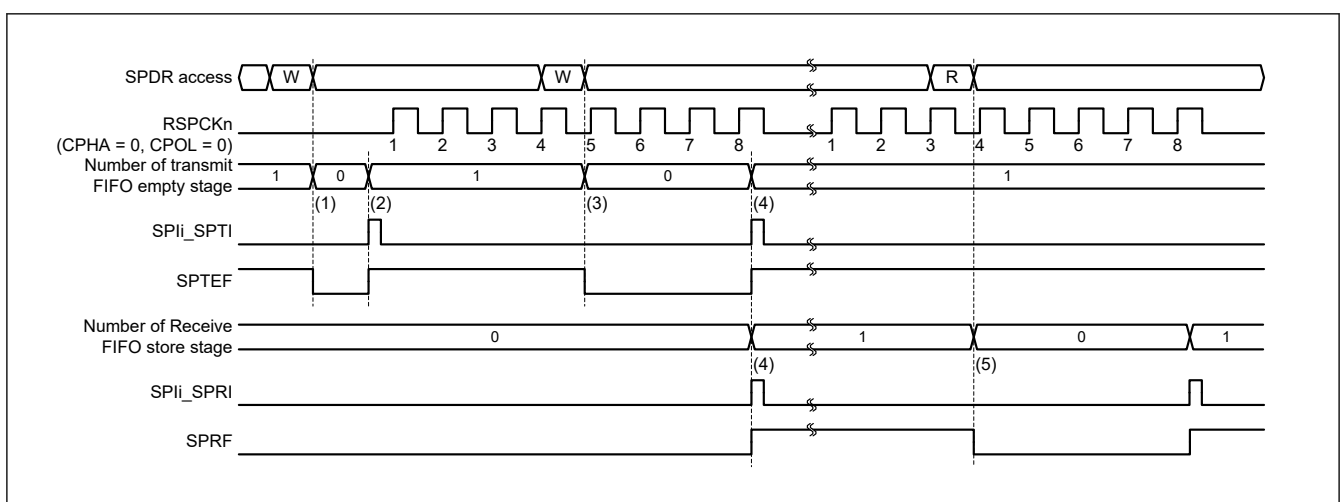 SPDR access W W R
RSPCKn
(CPHA = 0, CPOL = 0) 1 2 3 4 5 6 7 8 1 2 3 4 5 6 7 8
Number of transmit
FIFO empty stage 1 0 1 0 1
(1) (2) (3) (4)
SPIi_SPTI
SPTEF
Number of Receive
FIFO store stage 0 1 0 1
(4) (5)
SPIi_SPRI
SPRF